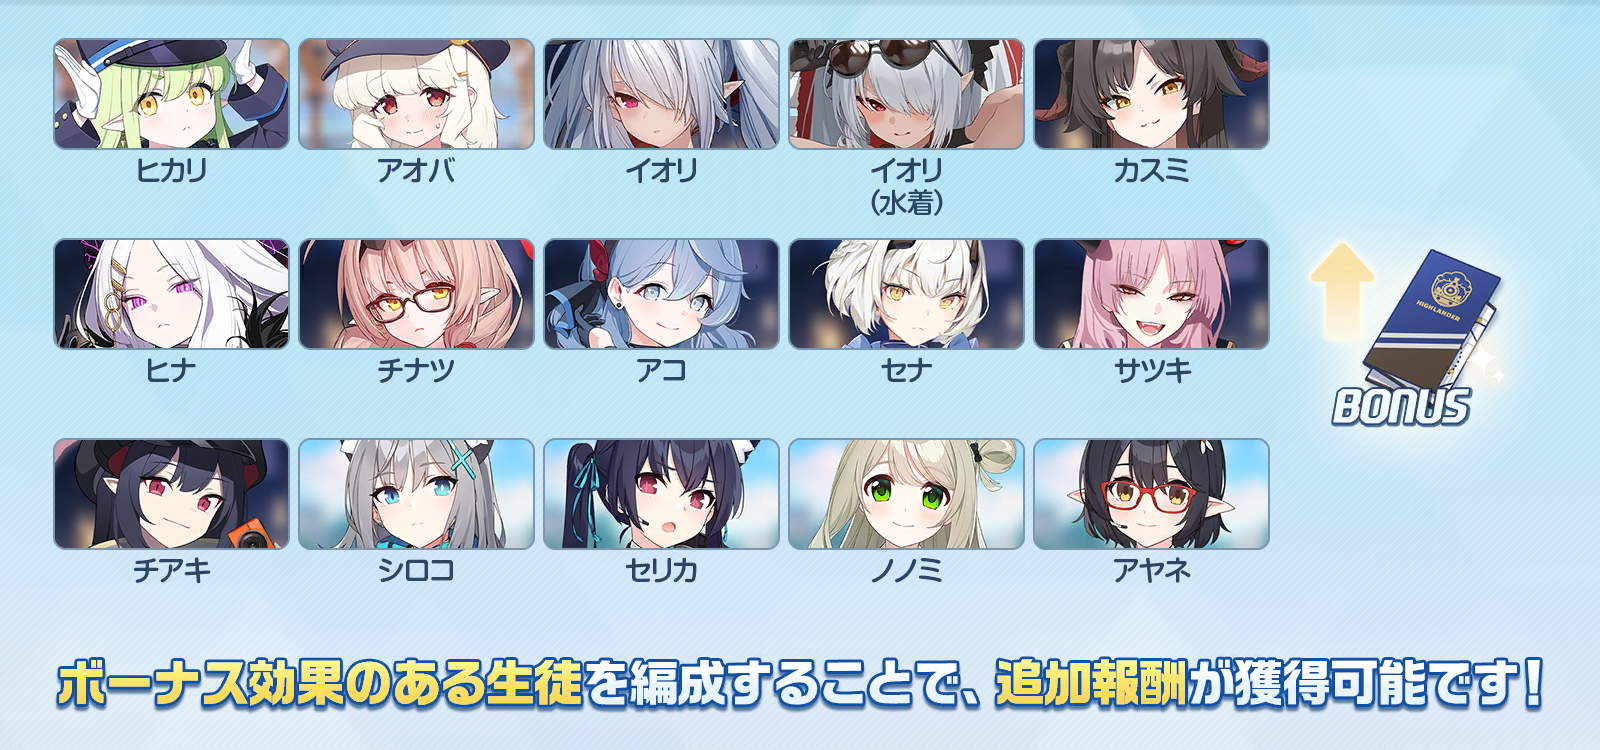 ヒカリ
アオバ
イオリ
イオリ
(水着)
カスミ
ヒナ
チナツ
アコ
セナ
サツキ
HIGHLANDER
BONUS
チアキ
シロコ
セリカ
ノノミ
アヤネ
ボーナス効果のある生徒を編成することで、追加報酬が獲得可能です！